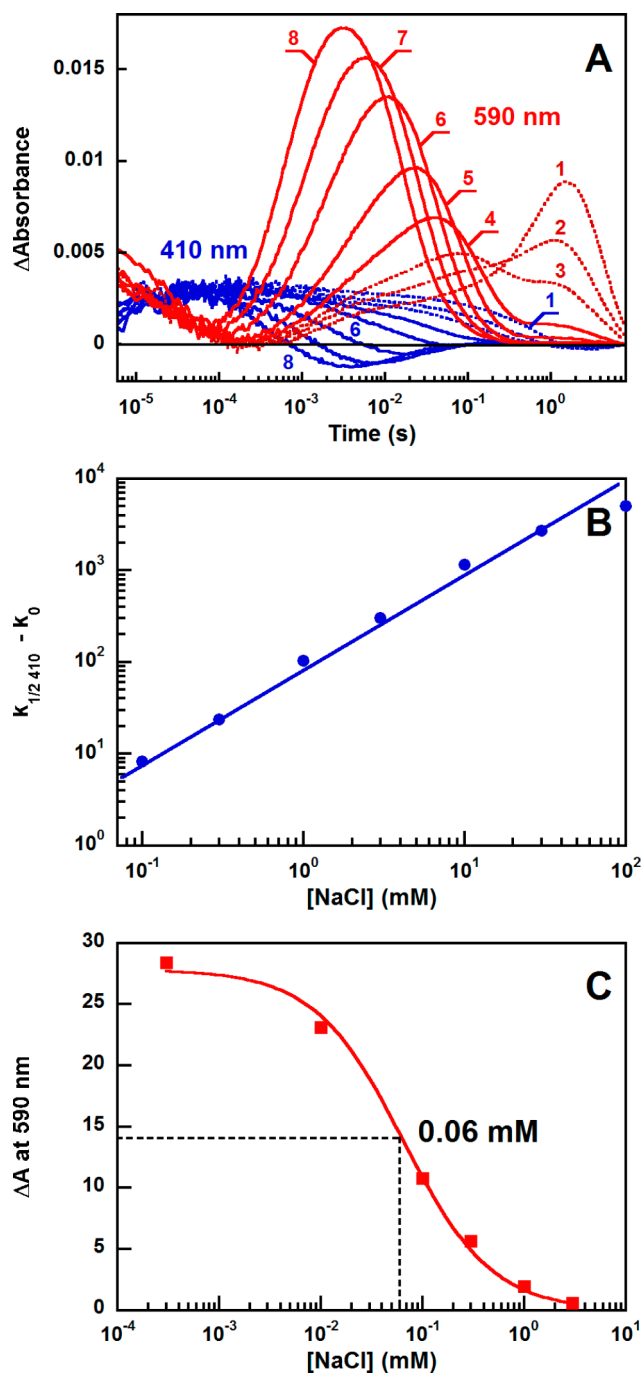 A
8
7
6
590 nm
5
4
1
2
3
410 nm
1
6
8
0.015
0.01
0.005
0
ΔAbsorbance
10⁻⁵ 10⁻⁴ 10⁻³ 10⁻² 10⁻¹ 10⁰
Time (s)
B
10⁴
10³
10²
10¹
10⁰
k₁/₂ ₄₁₀ - k₀
10⁻¹ 10⁰ 10¹ 10²
[NaCl] (mM)
C
30
25
20
15
10
5
0
ΔA at 590 nm
0.06 mM
10⁻⁴ 10⁻³ 10⁻² 10⁻¹ 10⁰ 10¹
[NaCl] (mM)